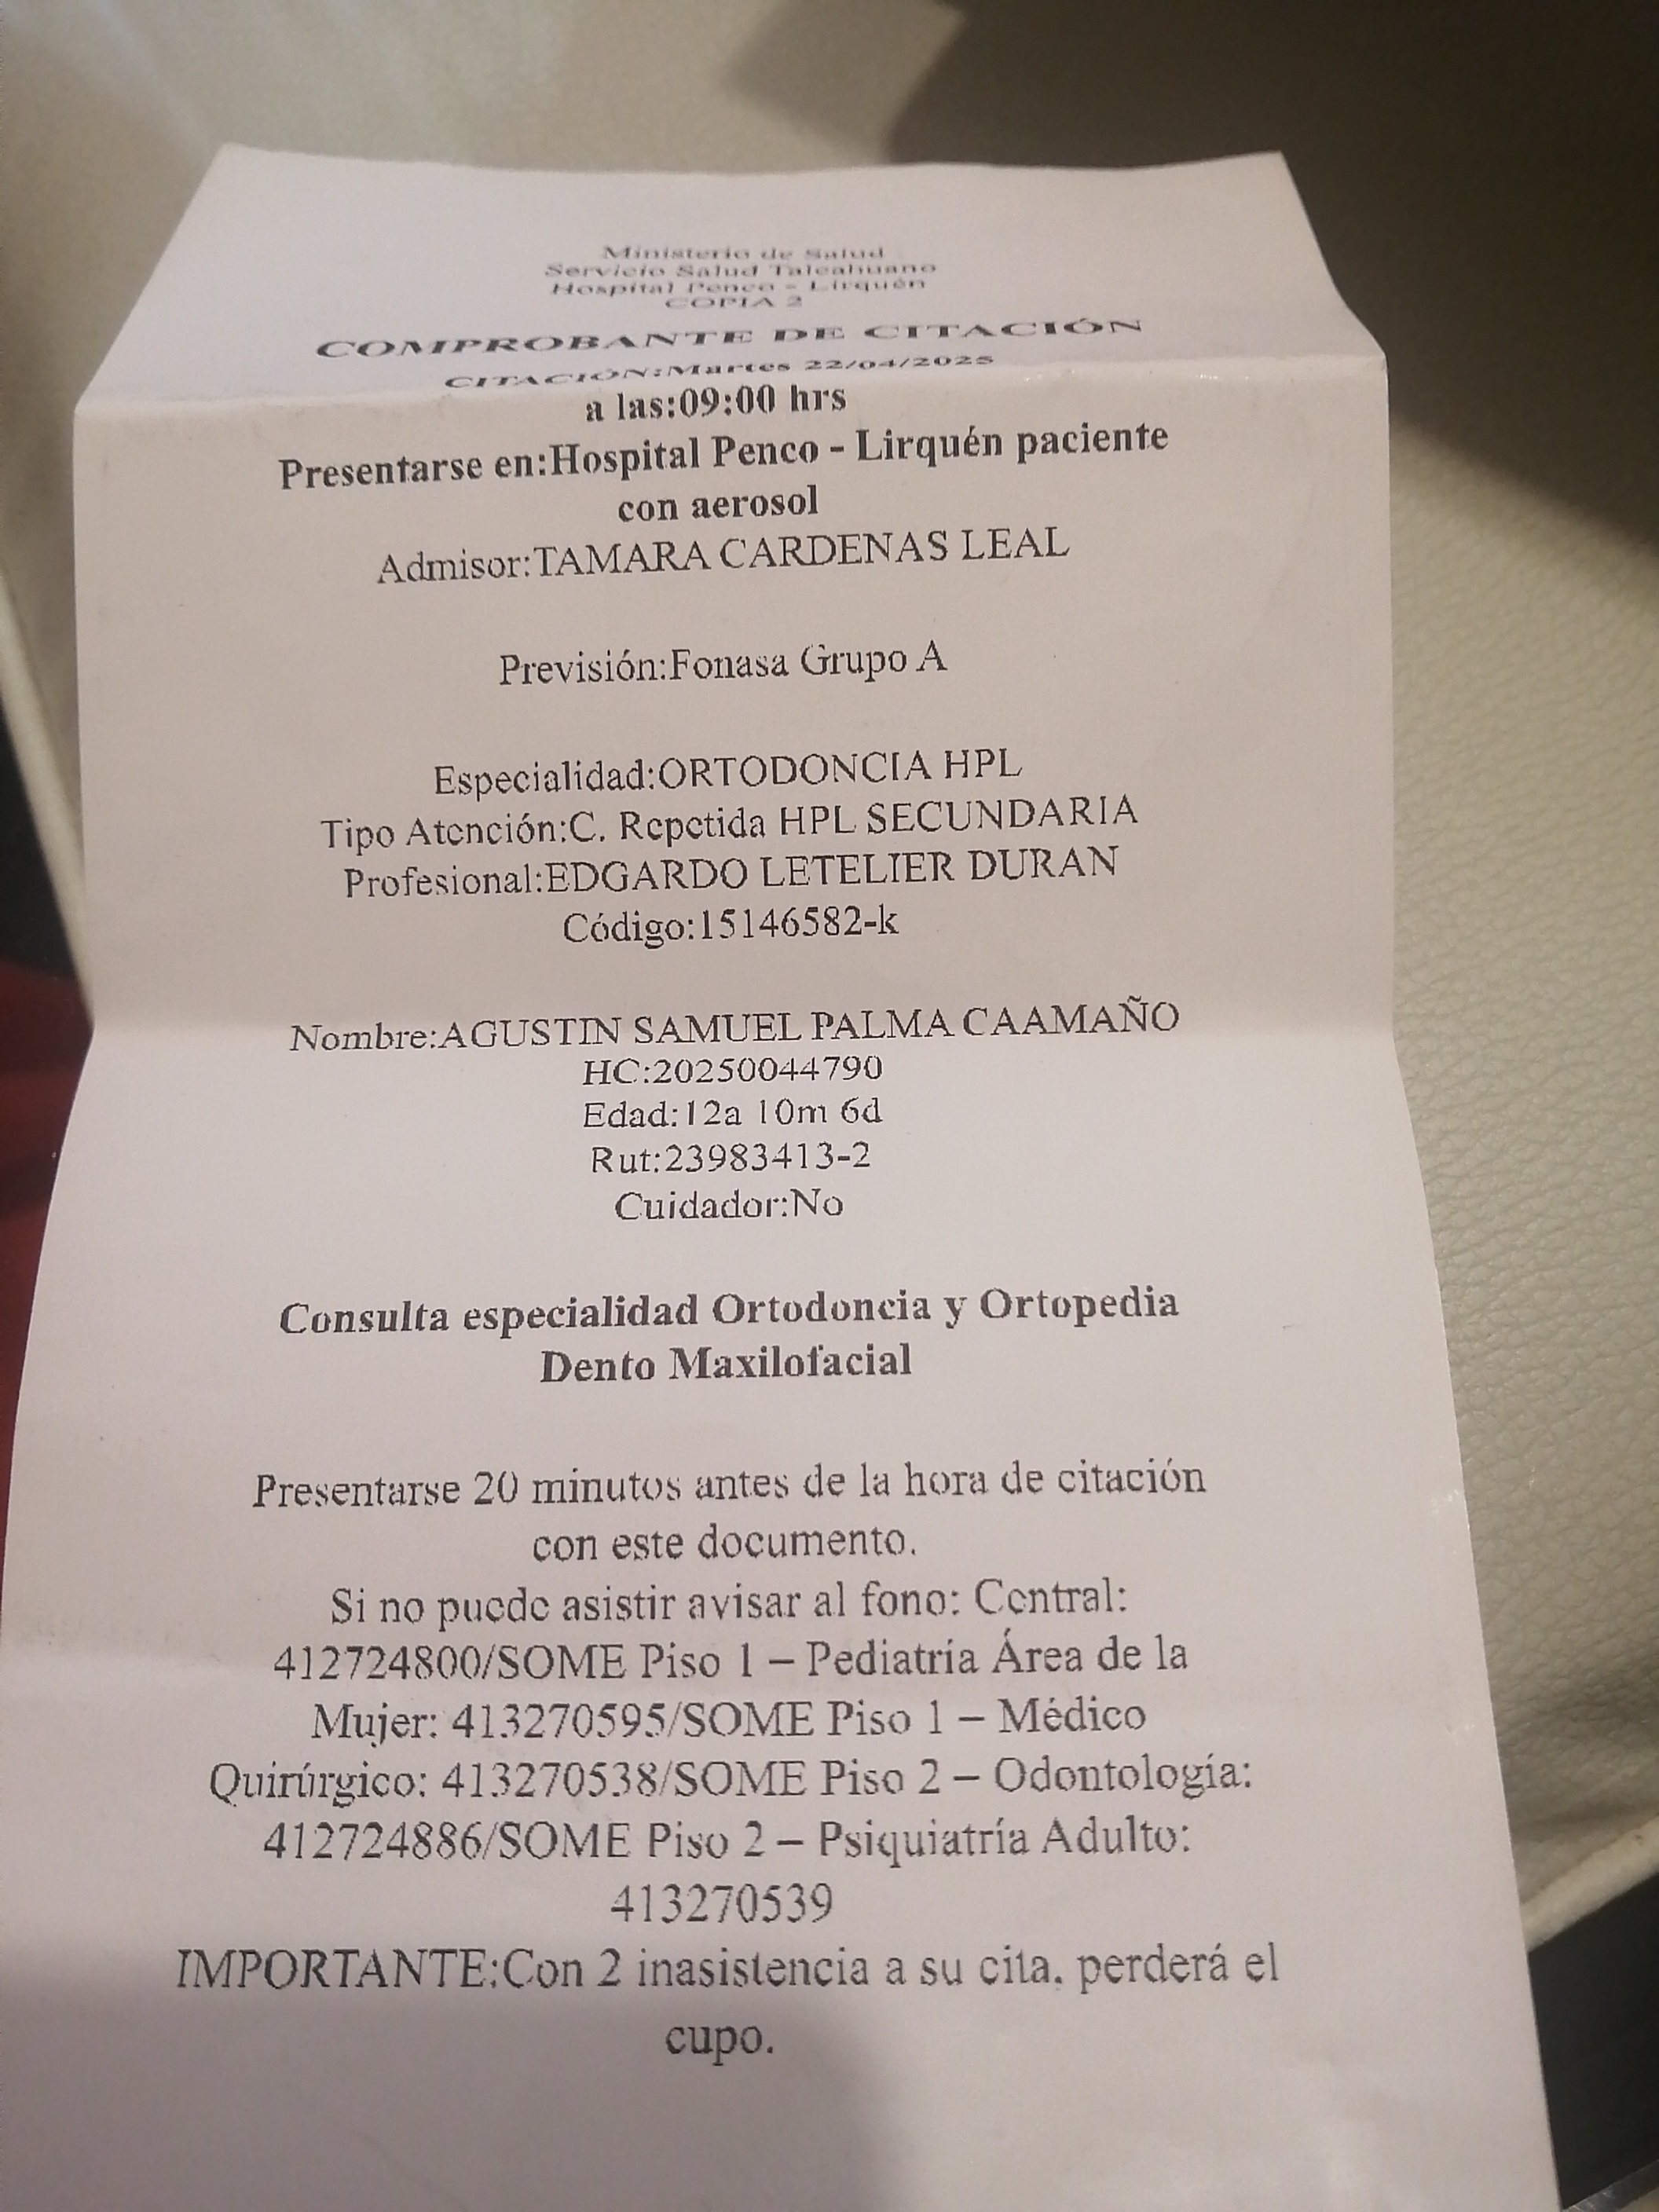 Ministerio de Salud
Servicio Salud Talcahuano
Hospital Penco - Lirquén
COPIA 2
COMPROBANTE DE CITACIÓN
CITACIÓN:Martes 22/04/2025
a las:09:00 hrs
Presentarse en:Hospital Penco - Lirquén paciente
con aerosol
Admisor:TAMARA CARDENAS LEAL
Previsión:Fonasa Grupo A
Especialidad:ORTODONCIA HPL
Tipo Atención:C. Repetida HPL SECUNDARIA
Profesional:EDGARDO LETELIER DURAN
Código:15146582-k
Nombre:AGUSTIN SAMUEL PALMA CAAMAÑO
HC:20250044790
Edad:12a 10m 6d
Rut:23983413-2
Cuidador:No
Consulta especialidad Ortodoncia y Ortopedia
Dento Maxilofacial
Presentarse 20 minutos antes de la hora de citación
con este documento.
Si no puede asistir avisar al fono: Central:
412724800/SOME Piso 1 – Pediatría Área de la
Mujer: 413270595/SOME Piso 1 – Médico
Quirúrgico: 413270538/SOME Piso 2 – Odontología:
412724886/SOME Piso 2 – Psiquiatría Adulto:
413270539
IMPORTANTE:Con 2 inasistencia a su cita, perderá el
cupo.